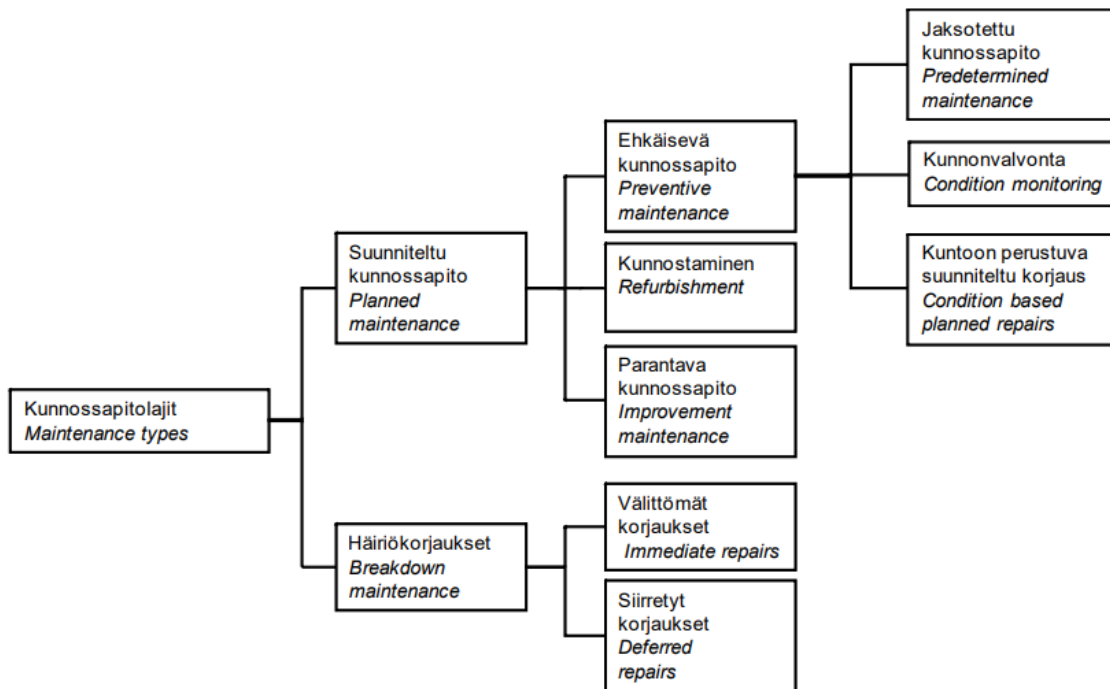 Kunnossapitolajit
Maintenance types
Suunniteltu
kunnossapito
Planned
maintenance
Häiriökorjaukset
Breakdown
maintenance
Ehkäisevä
kunnossapito
Preventive
maintenance
Kunnostaminen
Refurbishment
Parantava
kunnossapito
Improvement
maintenance
Välittömät
korjaukset
Immediate repairs
Siirretyt
korjaukset
Deferred
repairs
Jaksotettu
kunnossapito
Predetermined
maintenance
Kunnonvalvonta
Condition monitoring
Kuntoon perustuva
suunniteltu korjaus
Condition based
planned repairs